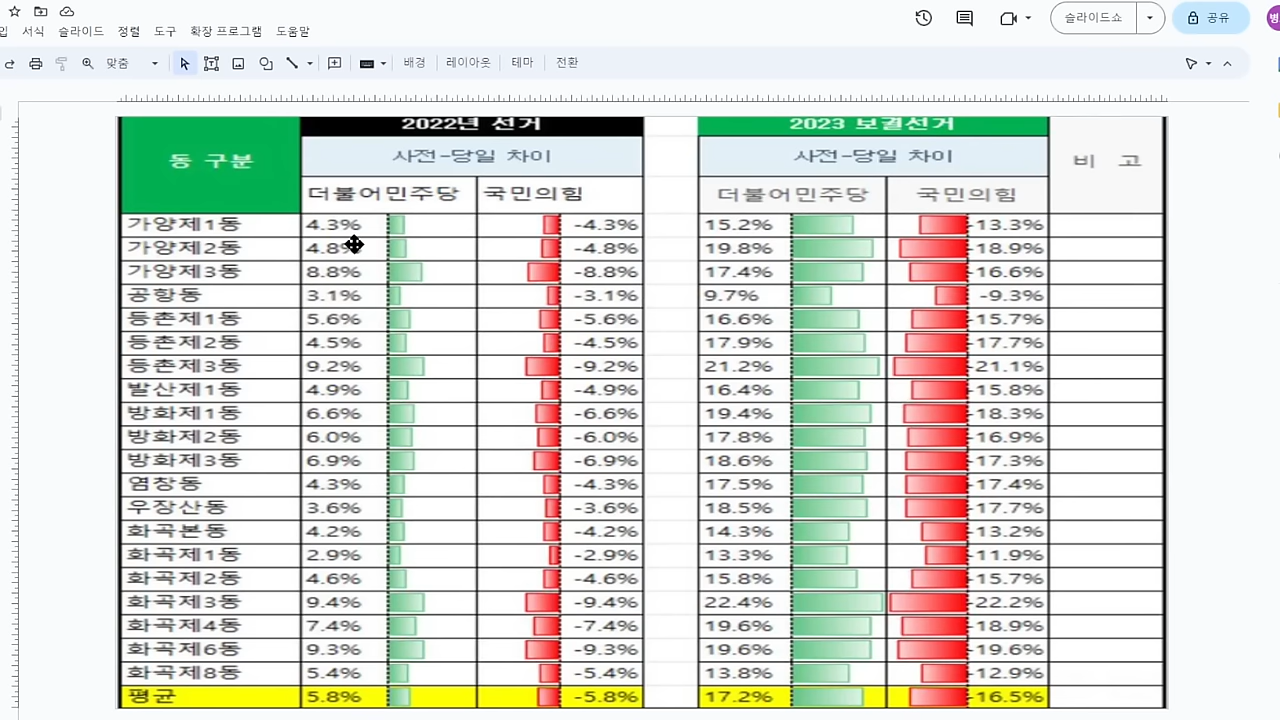 입 서식 슬라이드 정렬 도구 확장 프로그램 도움말
슬라이드쇼 공유
맞춤 배경 레이아웃 테마 전환
2022년 선거 2023 보궐선거
동 구분 사전-당일 차이 사전-당일 차이 비 고
더불어민주당 국민의힘 더불어민주당 국민의힘
가양제1동 4.3% -4.3% 15.2% -13.3%
가양제2동 4.8% -4.8% 19.8% -18.9%
가양제3동 8.8% -8.8% 17.4% -16.6%
공항동 3.1% -3.1% 9.7% -9.3%
등촌제1동 5.6% -5.6% 16.6% -15.7%
등촌제2동 4.5% -4.5% 17.9% -17.7%
등촌제3동 9.2% -9.2% 21.2% -21.1%
발산제1동 4.9% -4.9% 16.4% -15.8%
방화제1동 6.6% -6.6% 19.4% -18.3%
방화제2동 6.0% -6.0% 17.8% -16.9%
방화제3동 6.9% -6.9% 18.6% -17.3%
염창동 4.3% -4.3% 17.5% -17.4%
우장산동 3.6% -3.6% 18.5% -17.7%
화곡본동 4.2% -4.2% 14.3% -13.2%
화곡제1동 2.9% -2.9% 13.3% -11.9%
화곡제2동 4.6% -4.6% 15.8% -15.7%
화곡제3동 9.4% -9.4% 22.4% -22.2%
화곡제4동 7.4% -7.4% 19.6% -18.9%
화곡제6동 9.3% -9.3% 19.6% -19.6%
화곡제8동 5.4% -5.4% 13.8% -12.9%
평균 5.8% -5.8% 17.2% -16.5%